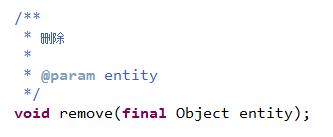 /**
 * 删除
 *
 * @param entity
 */
void remove(final Object entity);